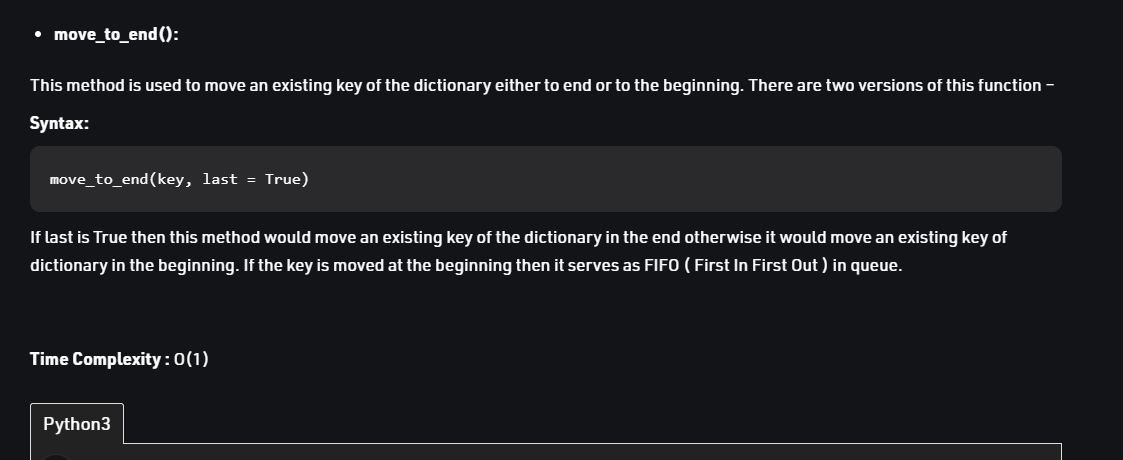 • move_to_end():
This method is used to move an existing key of the dictionary either to end or to the beginning. There are two versions of this function –
Syntax:
move_to_end(key, last = True)
If last is True then this method would move an existing key of the dictionary in the end otherwise it would move an existing key of
dictionary in the beginning. If the key is moved at the beginning then it serves as FIFO ( First In First Out ) in queue.
Time Complexity : O(1)
Python3